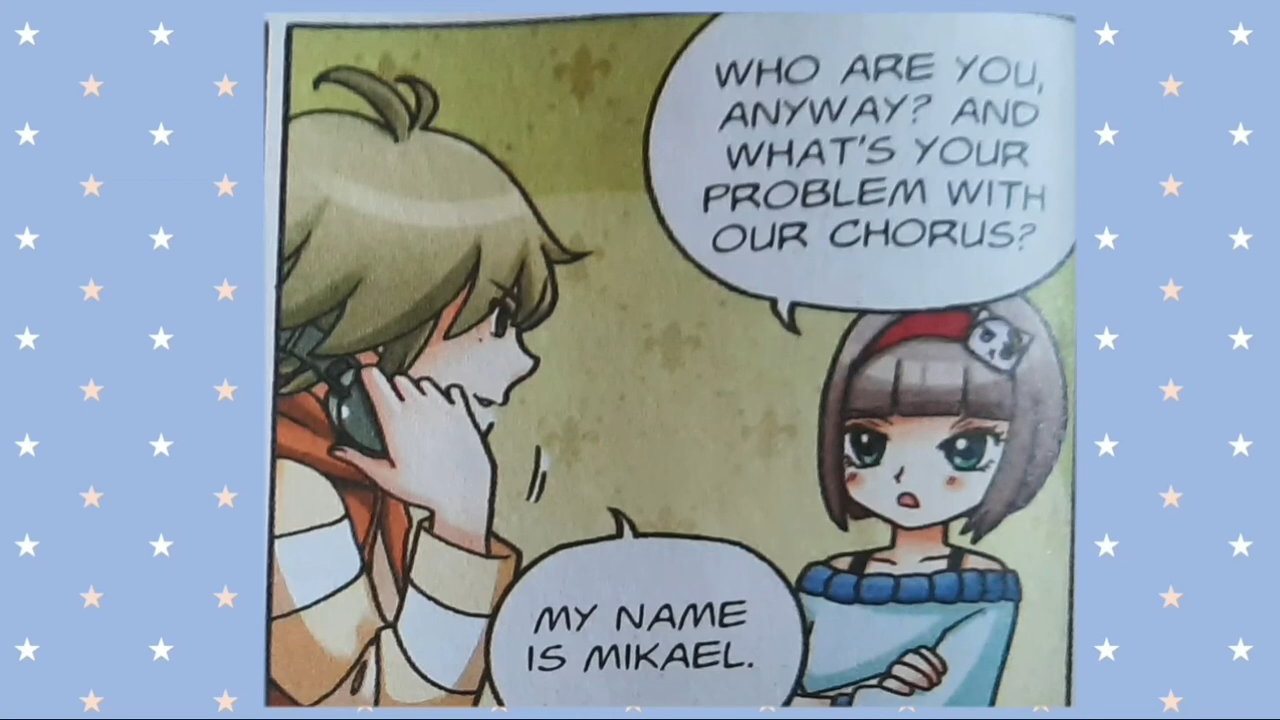 WHO ARE YOU,
ANYWAY? AND
WHAT'S YOUR
PROBLEM WITH
OUR CHORUS?
MY NAME
IS MIKAEL.